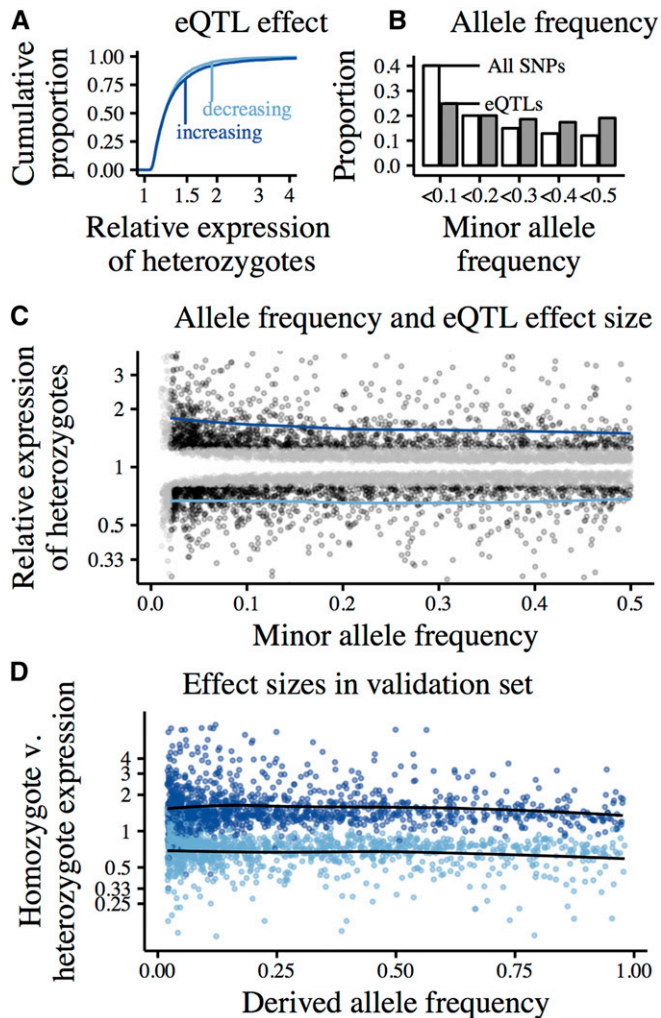 A
eQTL effect
Cumulative
proportion
1.00
0.75
0.50
0.25
0.00
decreasing
increasing
1 1.5 2 3 4
Relative expression
of heterozygotes
B
Allele frequency
Proportion
0.4
0.3
0.2
0.1
0.0
All SNPs
eQTLs
<0.1 <0.2 <0.3 <0.4 <0.5
Minor allele
frequency
C
Allele frequency and eQTL effect size
Relative expression
of heterozygotes
3
2
1
0.5
0.33
0.0 0.1 0.2 0.3 0.4 0.5
Minor allele frequency
D
Effect sizes in validation set
Homozygote v.
heterozygote expression
4
3
2
1
0.5
0.33
0.25
0.00 0.25 0.50 0.75 1.00
Derived allele frequency